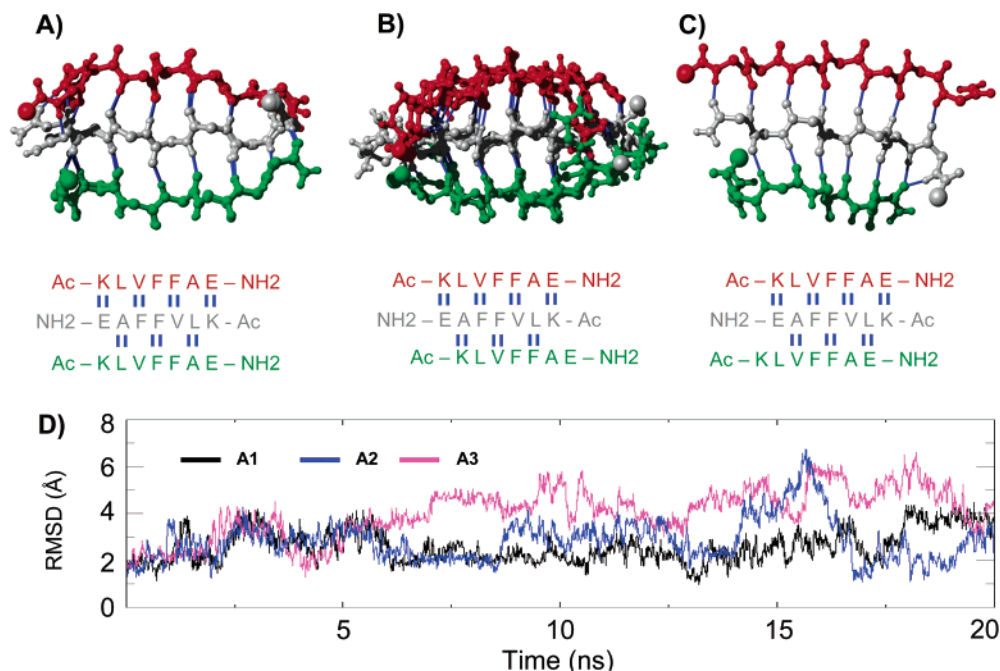 A) B) C)
Ac – K L V F F A E – NH2
NH2 – E A F F V L K - Ac
Ac – K L V F F A E – NH2
Ac – K L V F F A E – NH2
NH2 – E A F F V L K - Ac
Ac – K L V F F A E – NH2
Ac – K L V F F A E – NH2
NH2 – E A F F V L K - Ac
Ac – K L V F F A E – NH2
D)
8
6
4
2
0
RMSD (Å)
A1 A2 A3
5 10 15 20
Time (ns)